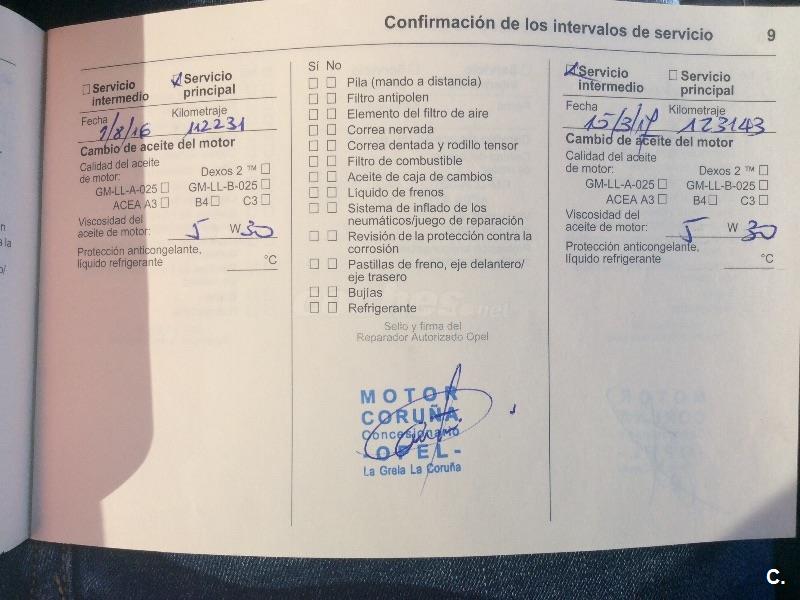 Confirmación de los intervalos de servicio 9
Servicio intermedio
Servicio principal
Fecha Kilometraje
9/8/16 112231
Cambio de aceite del motor
Calidad del aceite
de motor: Dexos 2 ™
GM-LL-A-025 GM-LL-B-025
ACEA A3 B4 C3
Viscosidad del
aceite de motor: 5 W 30
Protección anticongelante,
líquido refrigerante °C
Sí No
Pila (mando a distancia)
Filtro antipolen
Elemento del filtro de aire
Correa nervada
Correa dentada y rodillo tensor
Filtro de combustible
Aceite de caja de cambios
Líquido de frenos
Sistema de inflado de los
neumáticos/juego de reparación
Revisión de la protección contra la
corrosión
Pastillas de freno, eje delantero/
eje trasero
Bujías
Refrigerante
Sello y firma del
Reparador Autorizado Opel
MOTOR
CORUÑA
Concesionario
-OPEL-
La Grela La Coruña
Servicio intermedio
Servicio principal
Fecha Kilometraje
15/3/17 123143
Cambio de aceite del motor
Calidad del aceite
de motor: Dexos 2 ™
GM-LL-A-025 GM-LL-B-025
ACEA A3 B4 C3
Viscosidad del
aceite de motor: 5 W 30
Protección anticongelante,
líquido refrigerante °C
C.